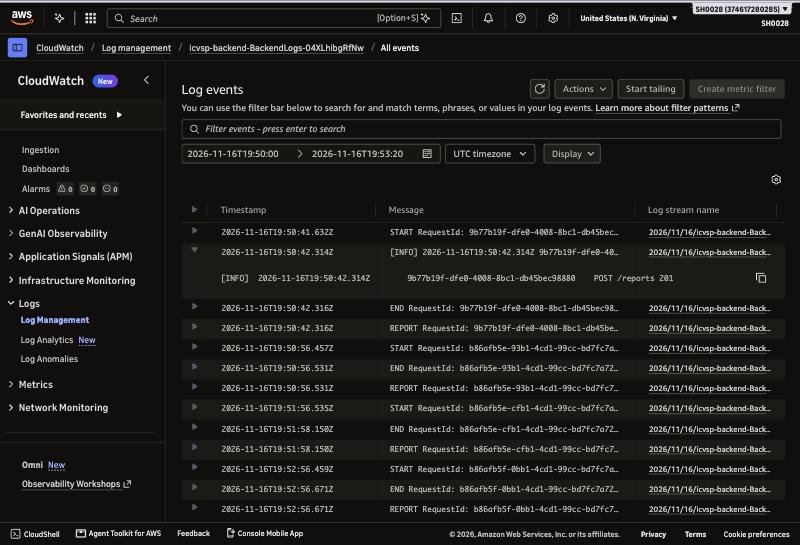 aws
Search
[Option+S]
United States (N. Virginia)
SH0028 (374617280285)
SH0028
CloudWatch / Log management / icvsp-backend-BackendLogs-04XLhibgRfNw / All events
CloudWatch New
Favorites and recents
Ingestion
Dashboards
Alarms 0 0 0
AI Operations
GenAI Observability
Application Signals (APM)
Infrastructure Monitoring
Logs
Log Management
Log Analytics New
Log Anomalies
Metrics
Network Monitoring
Omni New
Observability Workshops
Log events
Actions
Start tailing
Create metric filter
You can use the filter bar below to search for and match terms, phrases, or values in your log events. Learn more about filter patterns
Filter events - press enter to search
2026-11-16T19:50:00 2026-11-16T19:53:20
UTC timezone
Display
Timestamp Message Log stream name
2026-11-16T19:50:41.632Z START RequestId: 9b77b19f-dfe0-4008-8bc1-db45bec… 2026/11/16/icvsp-backend-Back…
2026-11-16T19:50:42.314Z [INFO] 2026-11-16T19:50:42.314Z 9b77b19f-dfe0-40… 2026/11/16/icvsp-backend-Back…
[INFO] 2026-11-16T19:50:42.314Z 9b77b19f-dfe0-4008-8bc1-db45bec98880 POST /reports 201
2026-11-16T19:50:42.316Z END RequestId: 9b77b19f-dfe0-4008-8bc1-db45bec98… 2026/11/16/icvsp-backend-Back…
2026-11-16T19:50:42.316Z REPORT RequestId: 9b77b19f-dfe0-4008-8bc1-db45be… 2026/11/16/icvsp-backend-Back…
2026-11-16T19:50:56.457Z START RequestId: b86afb5e-93b1-4cd1-99cc-bd7fc7a… 2026/11/16/icvsp-backend-Back…
2026-11-16T19:50:56.531Z END RequestId: b86afb5e-93b1-4cd1-99cc-bd7fc7a72… 2026/11/16/icvsp-backend-Back…
2026-11-16T19:50:56.531Z REPORT RequestId: b86afb5e-93b1-4cd1-99cc-bd7fc7… 2026/11/16/icvsp-backend-Back…
2026-11-16T19:51:56.535Z START RequestId: b86afb5e-cfb1-4cd1-99cc-bd7fc7a… 2026/11/16/icvsp-backend-Back…
2026-11-16T19:51:58.150Z END RequestId: b86afb5e-cfb1-4cd1-99cc-bd7fc7a72… 2026/11/16/icvsp-backend-Back…
2026-11-16T19:51:58.150Z REPORT RequestId: b86afb5e-cfb1-4cd1-99cc-bd7fc7… 2026/11/16/icvsp-backend-Back…
2026-11-16T19:52:56.459Z START RequestId: b86afb5f-0bb1-4cd1-99cc-bd7fc7a… 2026/11/16/icvsp-backend-Back…
2026-11-16T19:52:56.671Z END RequestId: b86afb5f-0bb1-4cd1-99cc-bd7fc7a72… 2026/11/16/icvsp-backend-Back…
2026-11-16T19:52:56.671Z REPORT RequestId: b86afb5f-0bb1-4cd1-99cc-bd7fc7… 2026/11/16/icvsp-backend-Back…
CloudShell Agent Toolkit for AWS Feedback Console Mobile App © 2026, Amazon Web Services, Inc. or its affiliates. Privacy Terms Cookie preferences